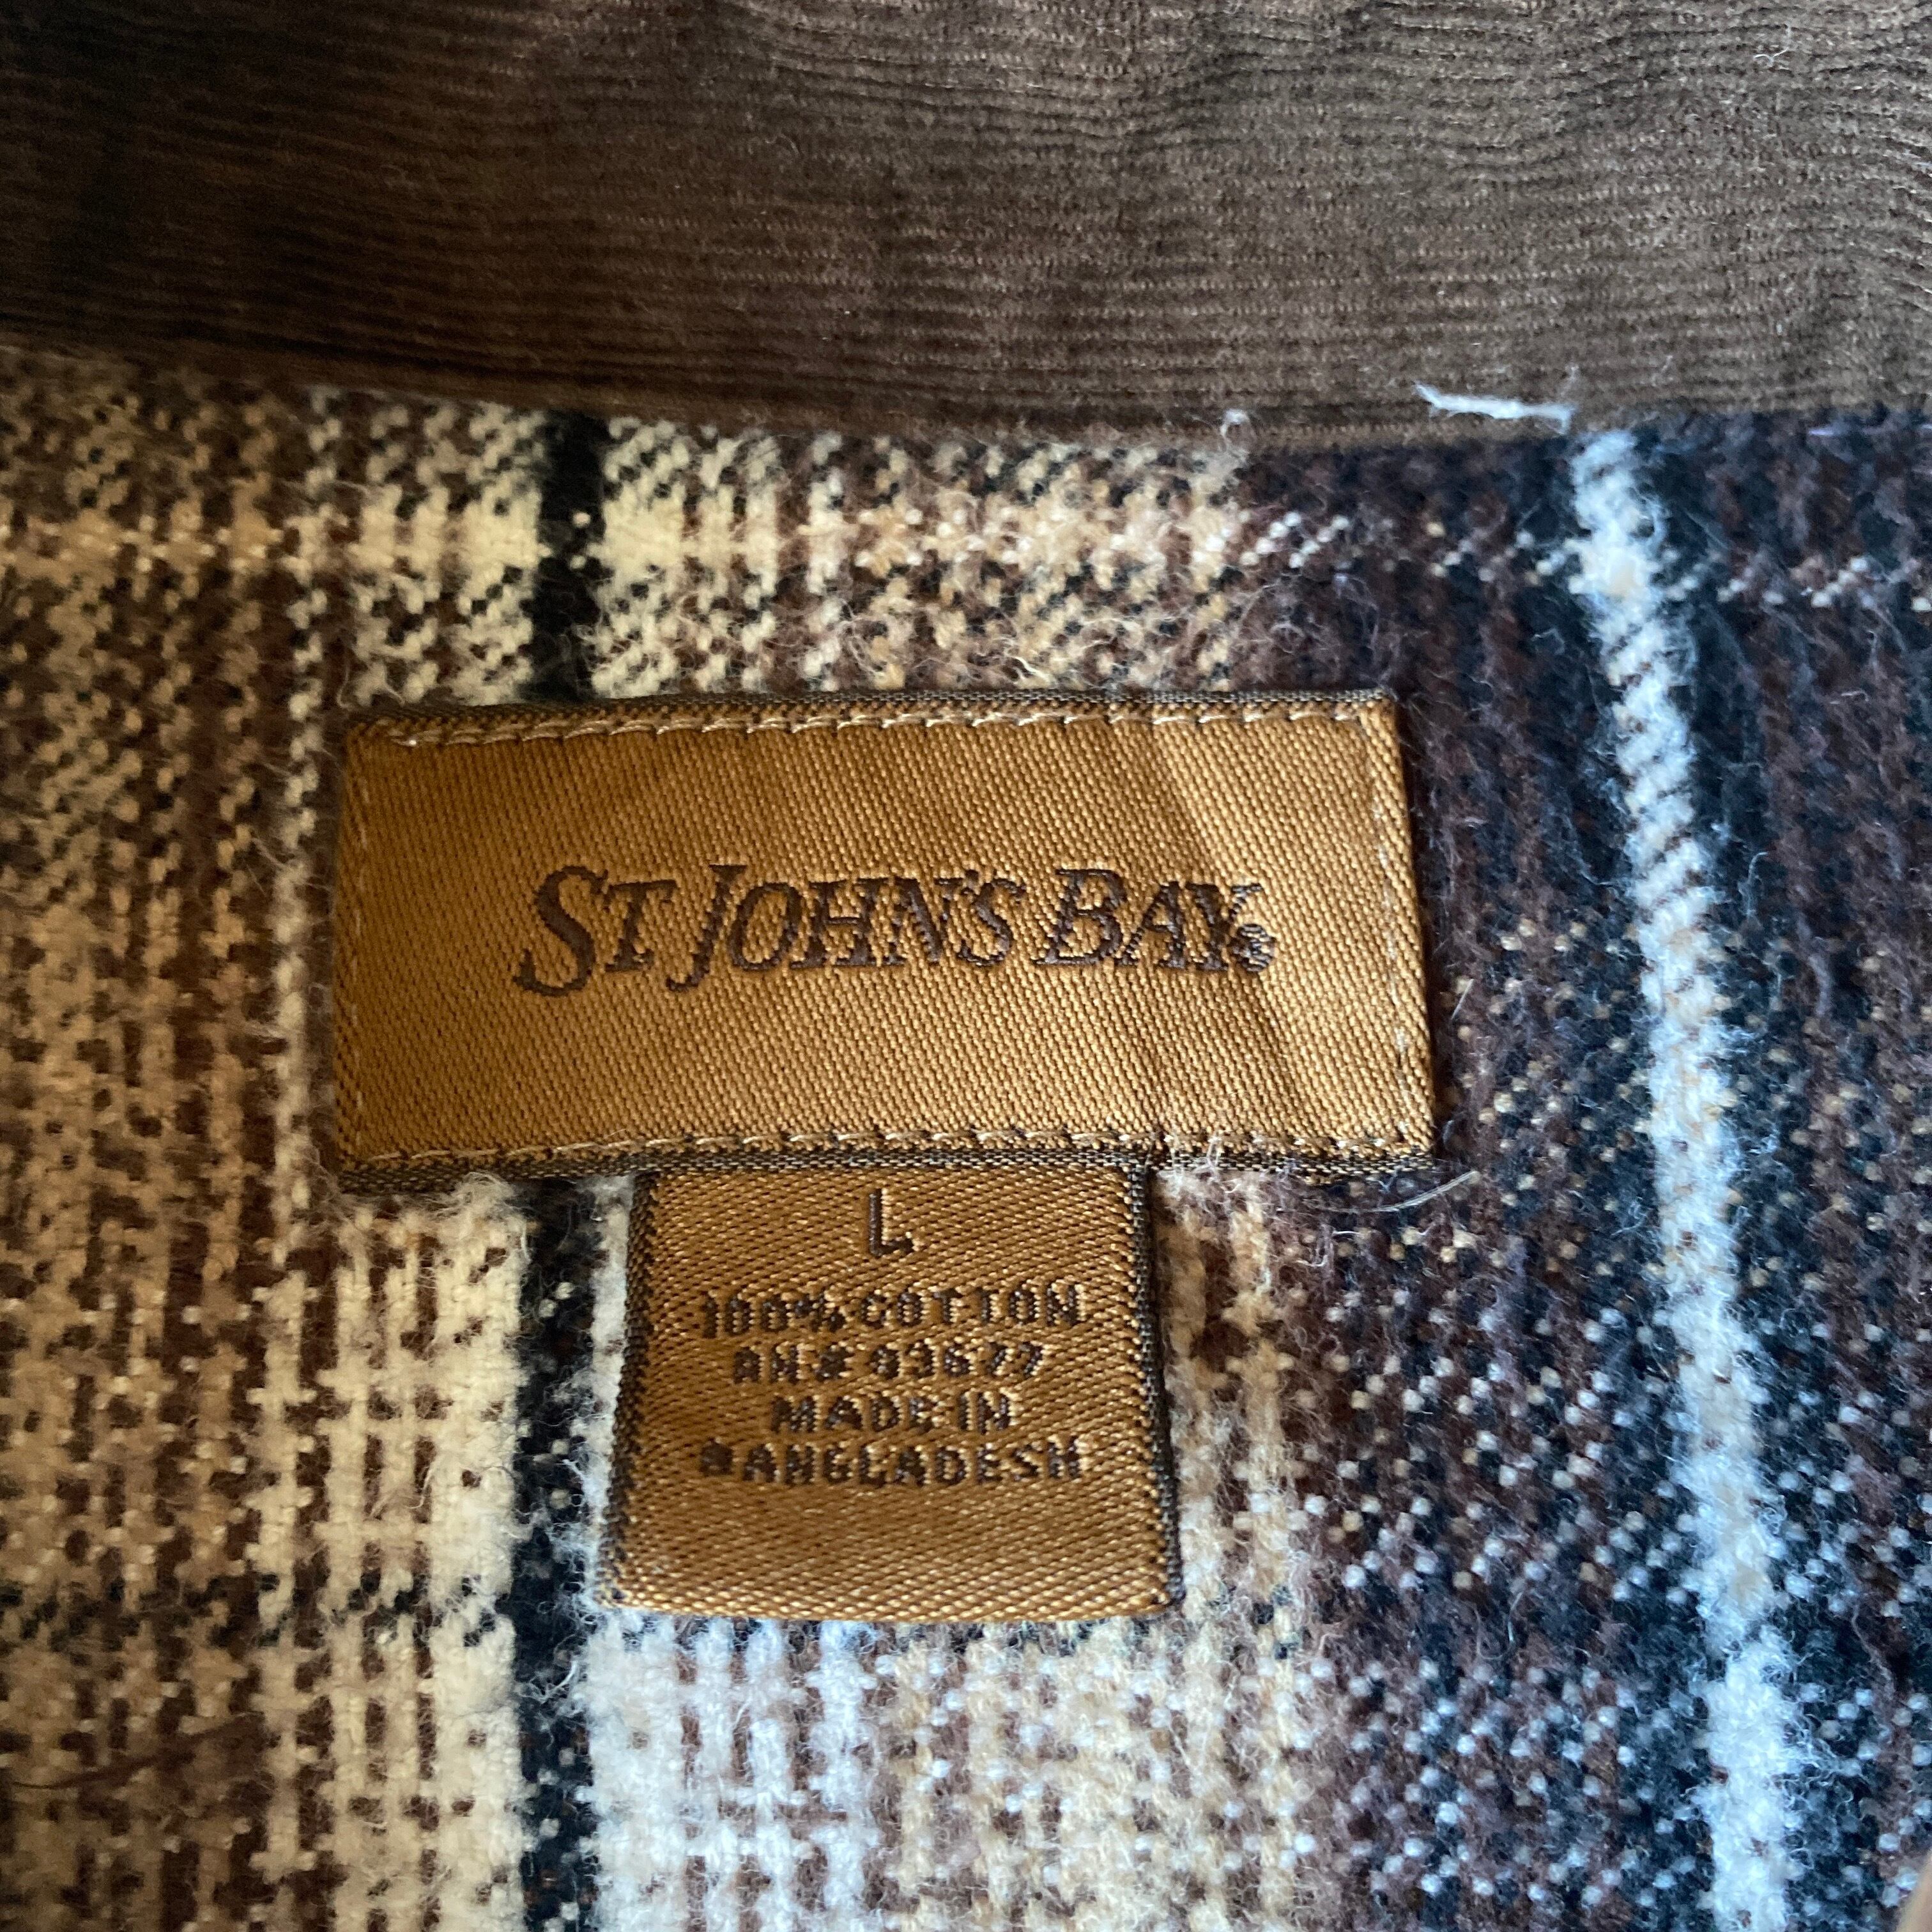 ST JOHN'S BAY®
L
100% COTTON
RN# 93677
MADE IN
BANGLADESH